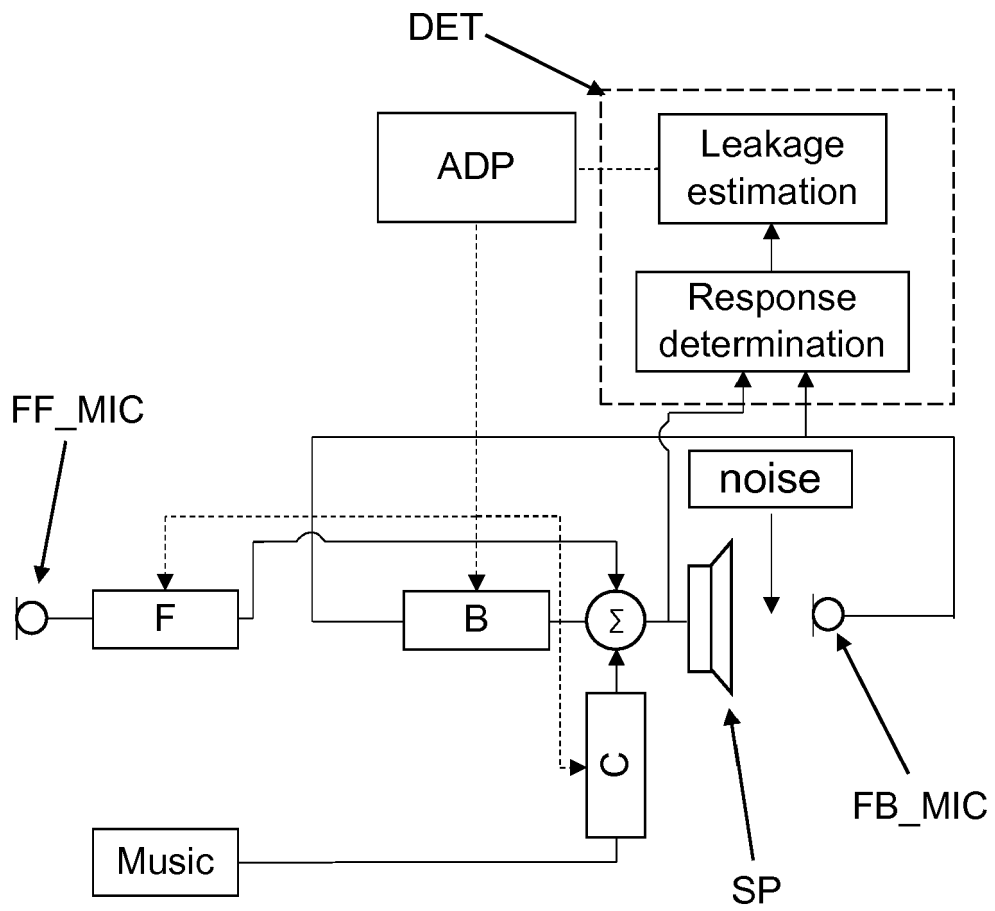 DET
ADP
Leakage
estimation
Response
determination
FF_MIC
noise
F
B
Σ
C
FB_MIC
Music
SP